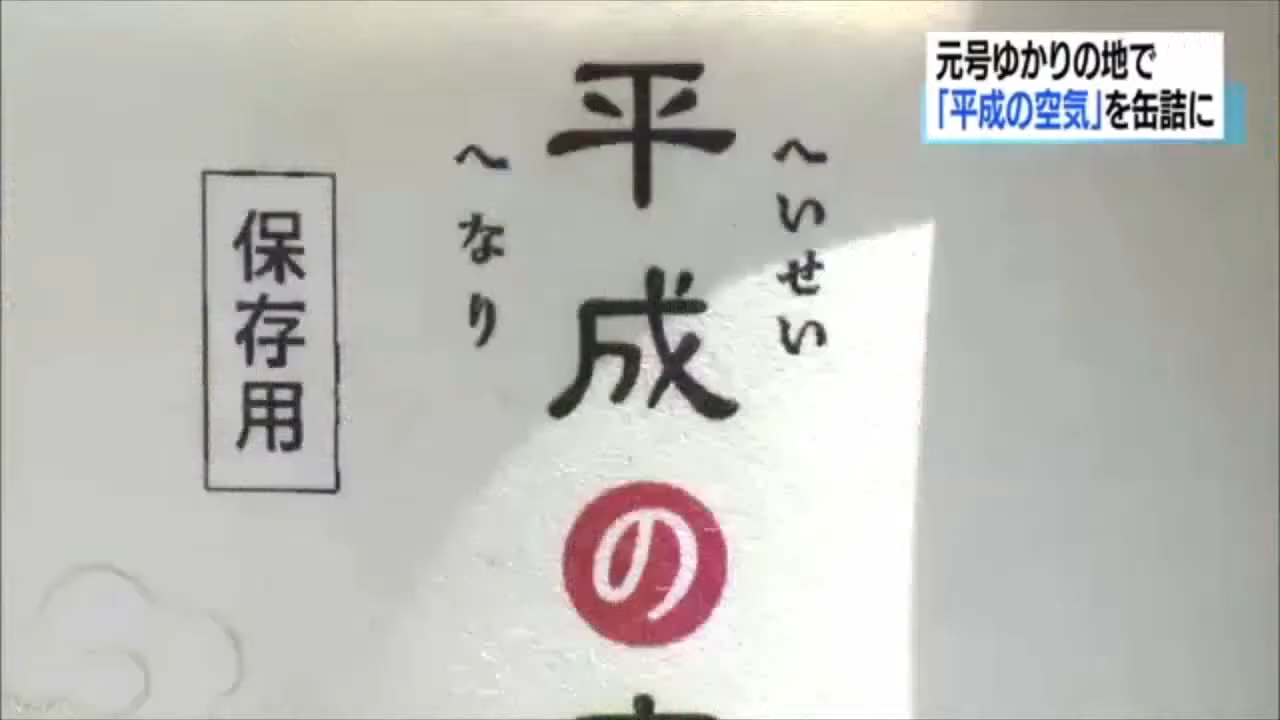 元号ゆかりの地で
「平成の空気」を缶詰に
へいせい
平成の
へなり
保存用